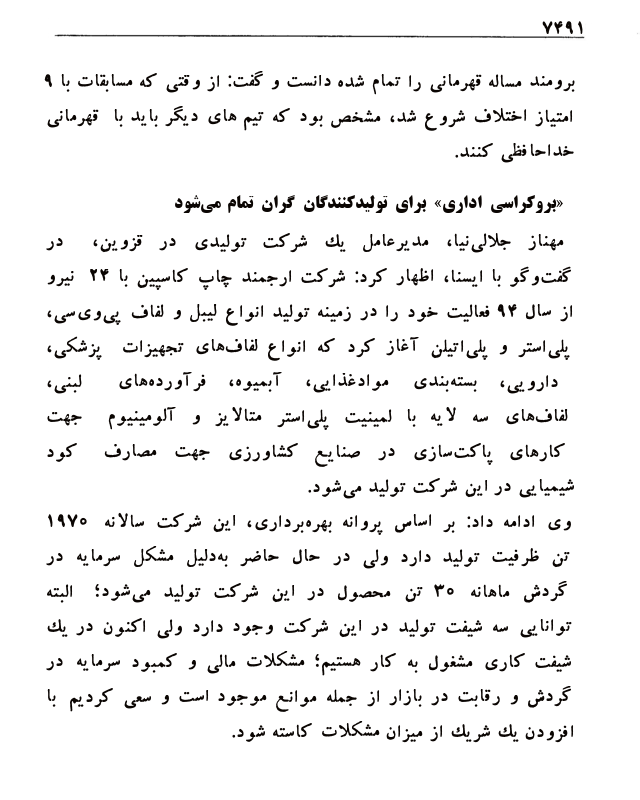 ۷۴۹۱
برومند مساله قهرمانی را تمام شده دانست و گفت: از وقتی که مسابقات با ۹
امتیاز اختلاف شروع شد، مشخص بود که تیم های دیگر باید با قهرمانی
خداحافظی کنند.
«بروکراسی اداری» برای تولیدکنندگان گران تمام می‌شود
مهناز جلالی‌نیا، مدیرعامل یك شرکت تولیدی در قزوین، در
گفت‌وگو با ایسنا، اظهار کرد: شرکت ارجمند چاپ کاسپین با ۲۴ نیرو
از سال ۹۴ فعالیت خود را در زمینه تولید انواع لیبل و لفاف پی‌وی‌سی،
پلی‌استر و پلی‌اتیلن آغاز کرد که انواع لفاف‌های تجهیزات پزشکی،
دارویی، بسته‌بندی موادغذایی، آبمیوه، فرآورده‌های لبنی،
لفاف‌های سه لایه با لمینیت پلی‌استر متالایز و آلومینیوم جهت
کارهای پاکت‌سازی در صنایع کشاورزی جهت مصارف کود
شیمیایی در این شرکت تولید می‌شود.
وی ادامه داد: بر اساس پروانه بهره‌برداری، این شرکت سالانه ۱۹۷۰
تن ظرفیت تولید دارد ولی در حال حاضر به‌دلیل مشکل سرمایه در
گردش ماهانه ۳۰ تن محصول در این شرکت تولید می‌شود؛ البته
توانایی سه شیفت تولید در این شرکت وجود دارد ولی اکنون در یك
شیفت کاری مشغول به کار هستیم؛ مشکلات مالی و کمبود سرمایه در
گردش و رقابت در بازار از جمله موانع موجود است و سعی کردیم با
افزودن یك شریك از میزان مشکلات کاسته شود.